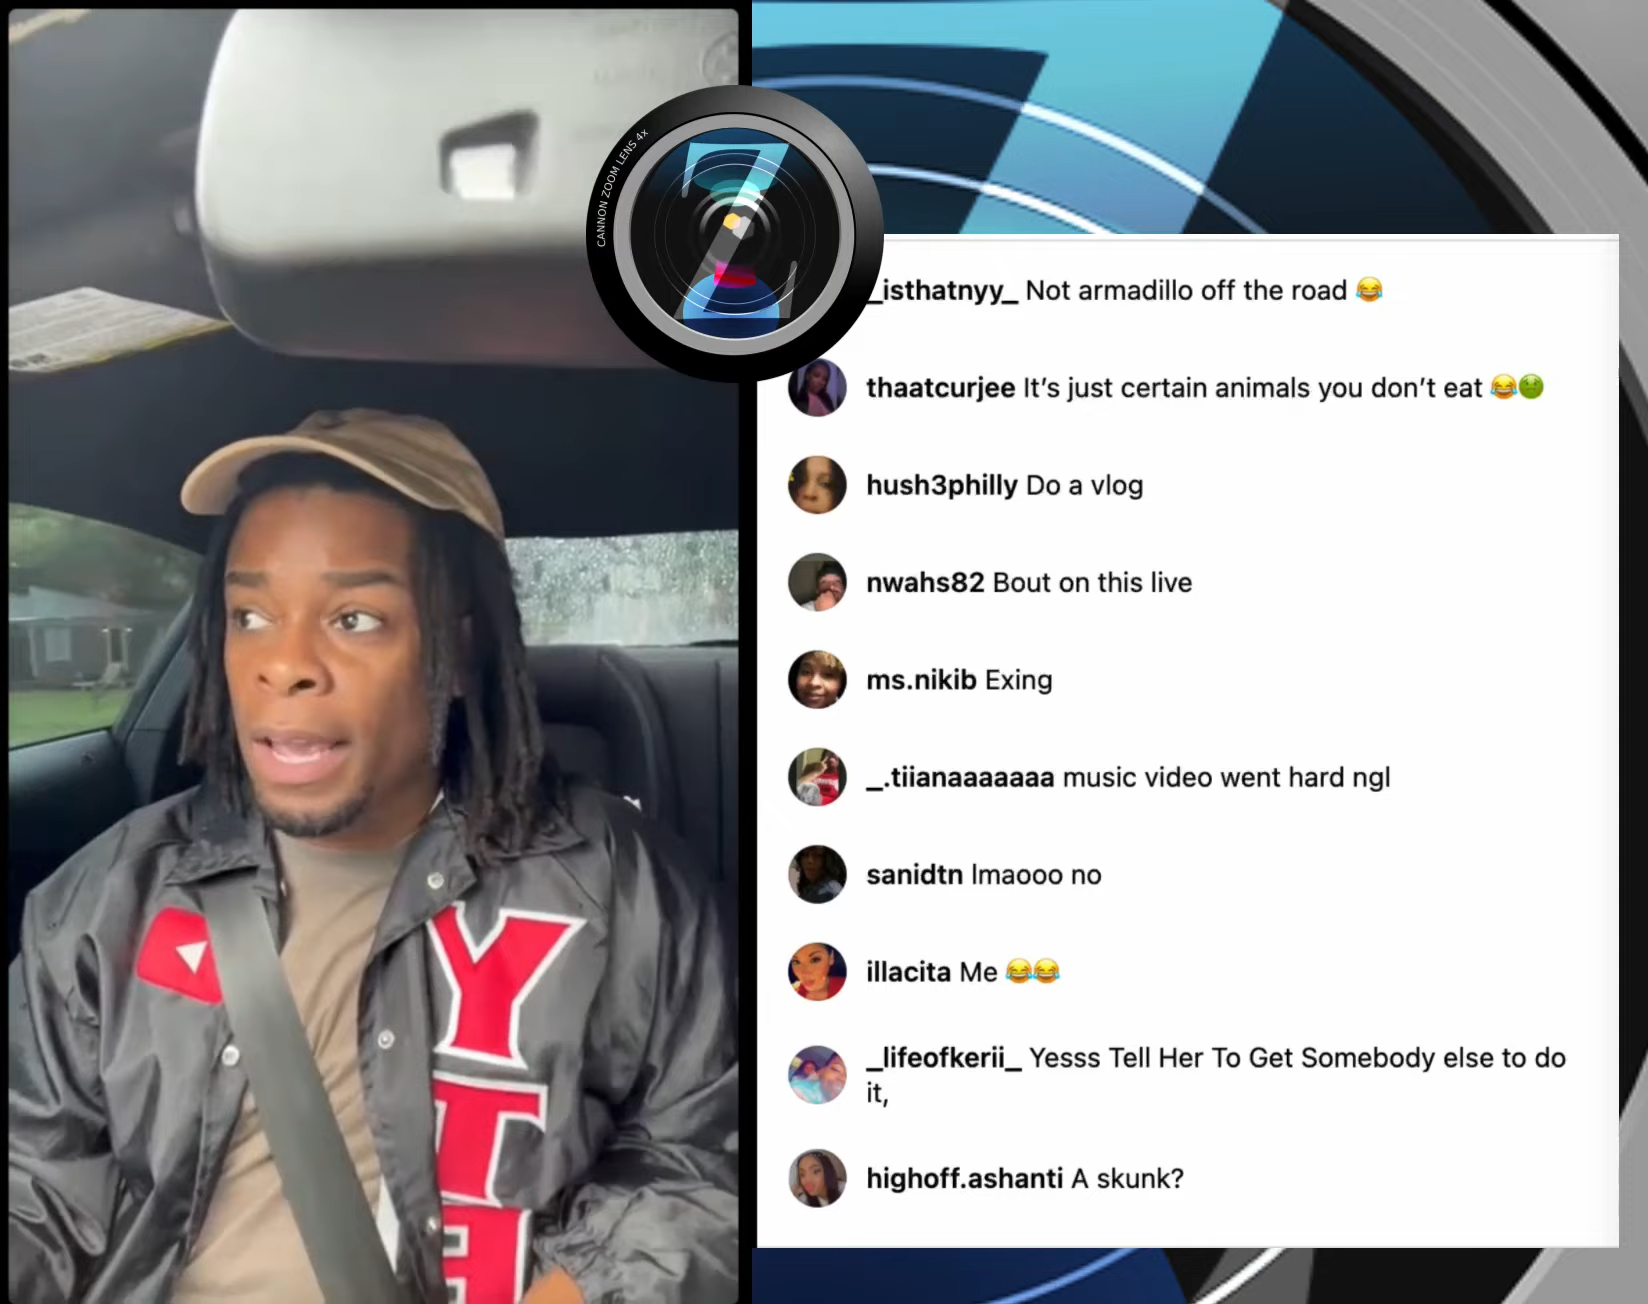 CANNON ZOOM LENS 4x
Z
_isthatnyy_ Not armadillo off the road 😂
thaatcurjee It’s just certain animals you don’t eat 😂🤢
hush3philly Do a vlog
nwahs82 Bout on this live
ms.nikib Exing
_.tiianaaaaaaa music video went hard ngl
sanidtn lmaooo no
illacita Me 😂😂
_lifeofkerii_ Yesss Tell Her To Get Somebody else to do
it,
highoff.ashanti A skunk?
Y
T